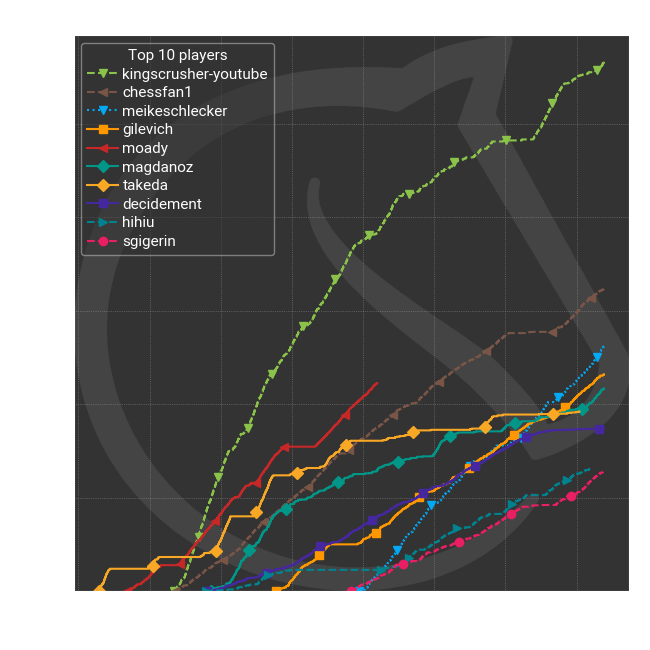 Top 10 players
kingscrusher-youtube
chessfan1
meikeschlecker
gilevich
moady
magdanoz
takeda
decidement
hihiu
sgigerin